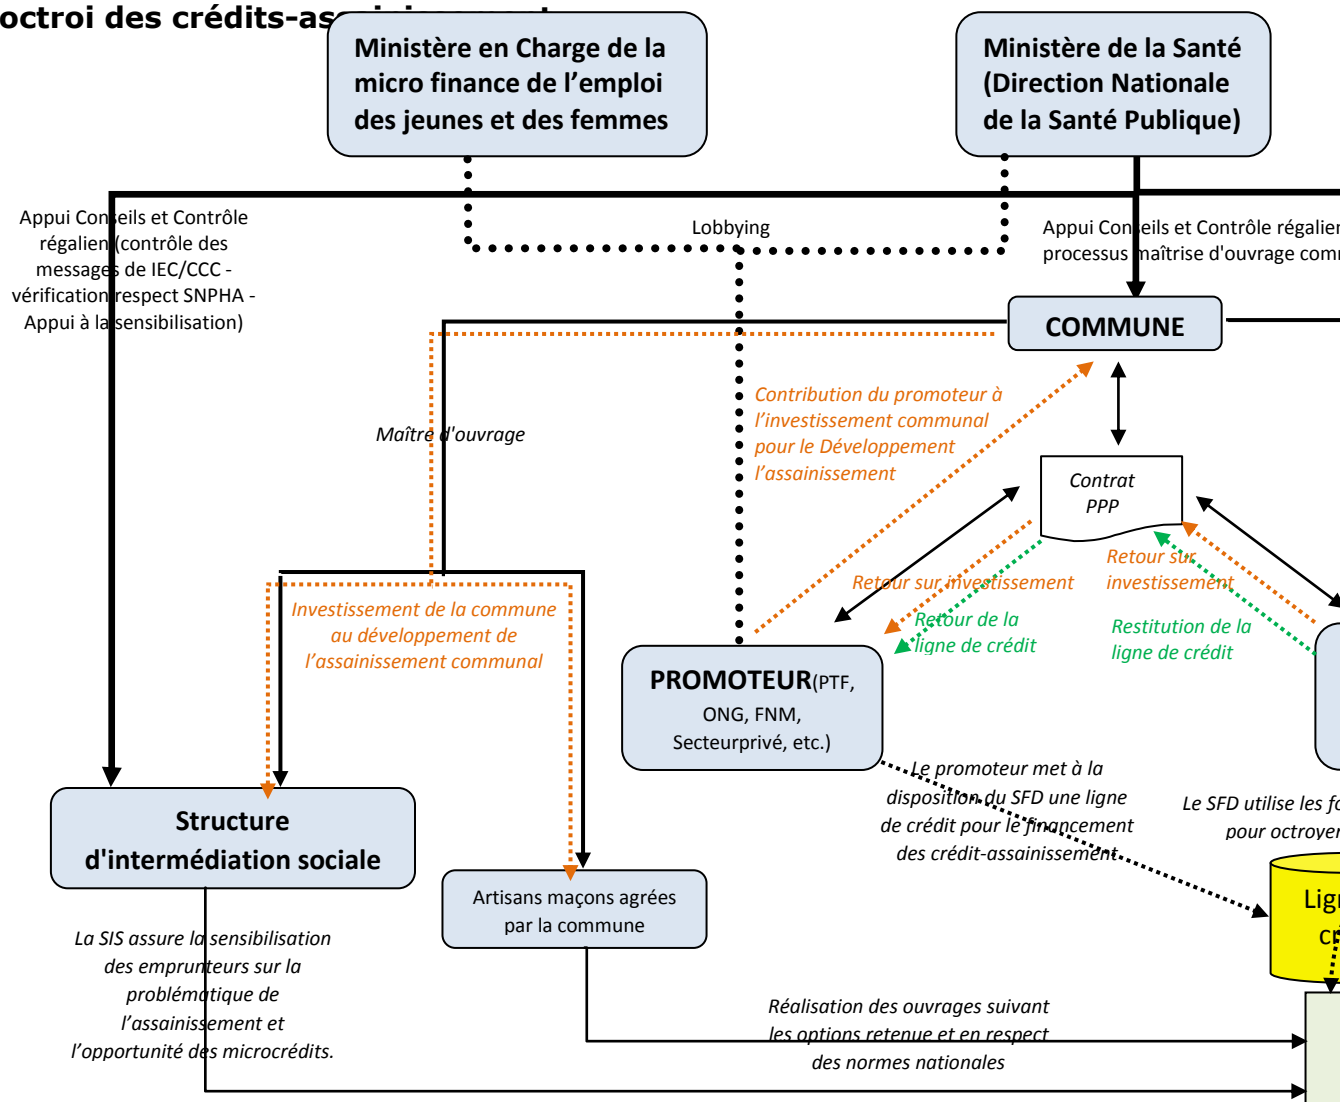 octroi des crédits-assainissement
Ministère en Charge de la
micro finance de l'emploi
des jeunes et des femmes
Ministère de la Santé
(Direction Nationale
de la Santé Publique)
Appui Conseils et Contrôle
régalien (contrôle des
messages de IEC/CCC -
vérification respect SNPHA -
Appui à la sensibilisation)
Lobbying
Appui Conseils et Contrôle régalien
processus maîtrise d'ouvrage com
COMMUNE
Contribution du promoteur à
l'investissement communal
pour le Développement
l'assainissement
Maître d'ouvrage
Contrat
PPP
Retour sur investissement
Retour sur
investissement
Retour de la
ligne de crédit
Restitution de la
ligne de crédit
Investissement de la commune
au développement de
l'assainissement communal
PROMOTEUR(PTF,
ONG, FNM,
Secteurprivé, etc.)
Le promoteur met à la
disposition du SFD une ligne
de crédit pour le financement
des crédit-assainissement
Le SFD utilise les fo
pour octroyer
Structure
d'intermédiation sociale
Artisans maçons agrées
par la commune
Lign
cr
La SIS assure la sensibilisation
des emprunteurs sur la
problématique de
l'assainissement et
l'opportunité des microcrédits.
Réalisation des ouvrages suivant
les options retenue et en respect
des normes nationales